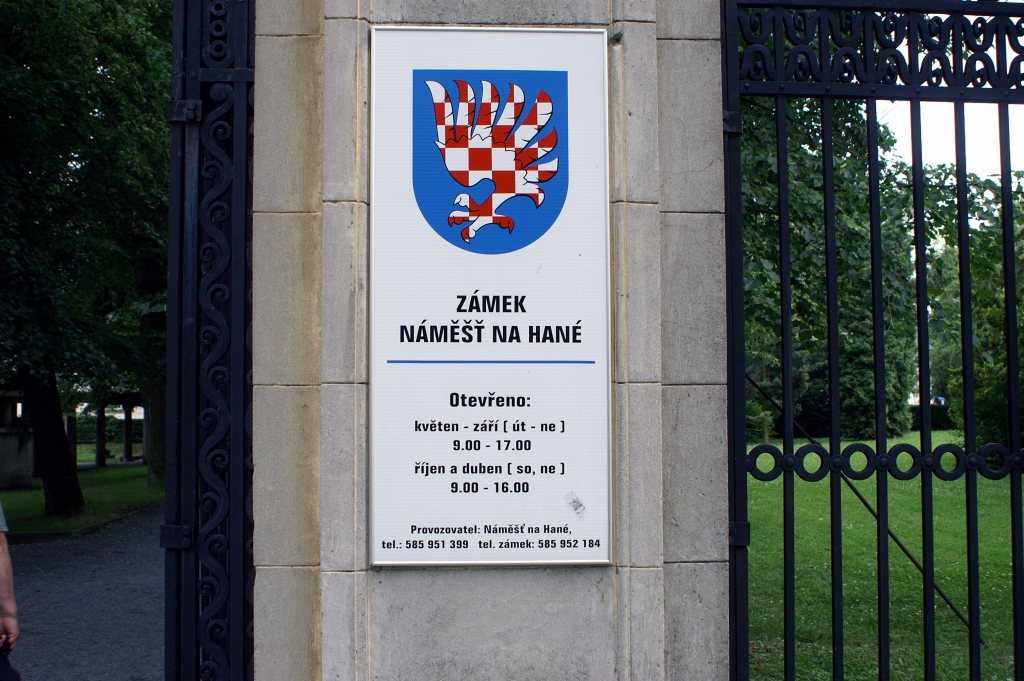 ZÁMEK
NÁMĚŠŤ NA HANÉ
Otevřeno:
květen - září [ út - ne ]
9.00 - 17.00
říjen a duben [ so, ne ]
9.00 - 16.00
Provozovatel: Náměšť na Hané,
tel.: 585 951 399 tel. zámek: 585 952 184